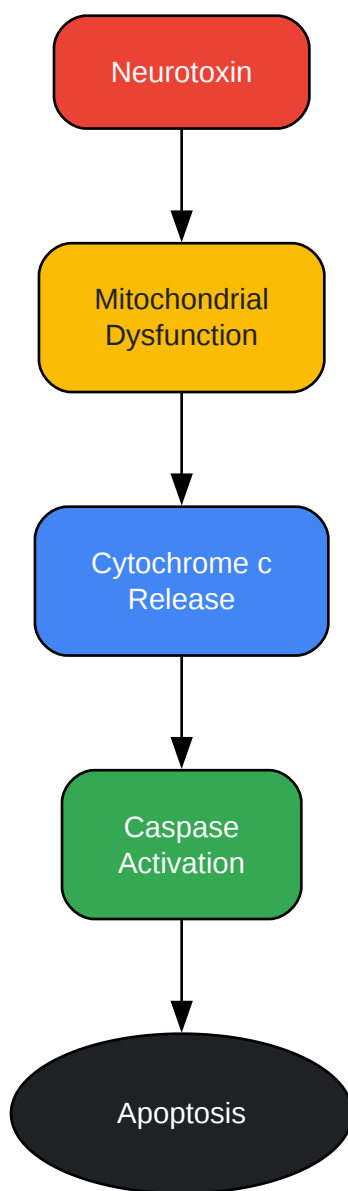 Neurotoxin
Mitochondrial
Dysfunction
Cytochrome c
Release
Caspase
Activation
Apoptosis